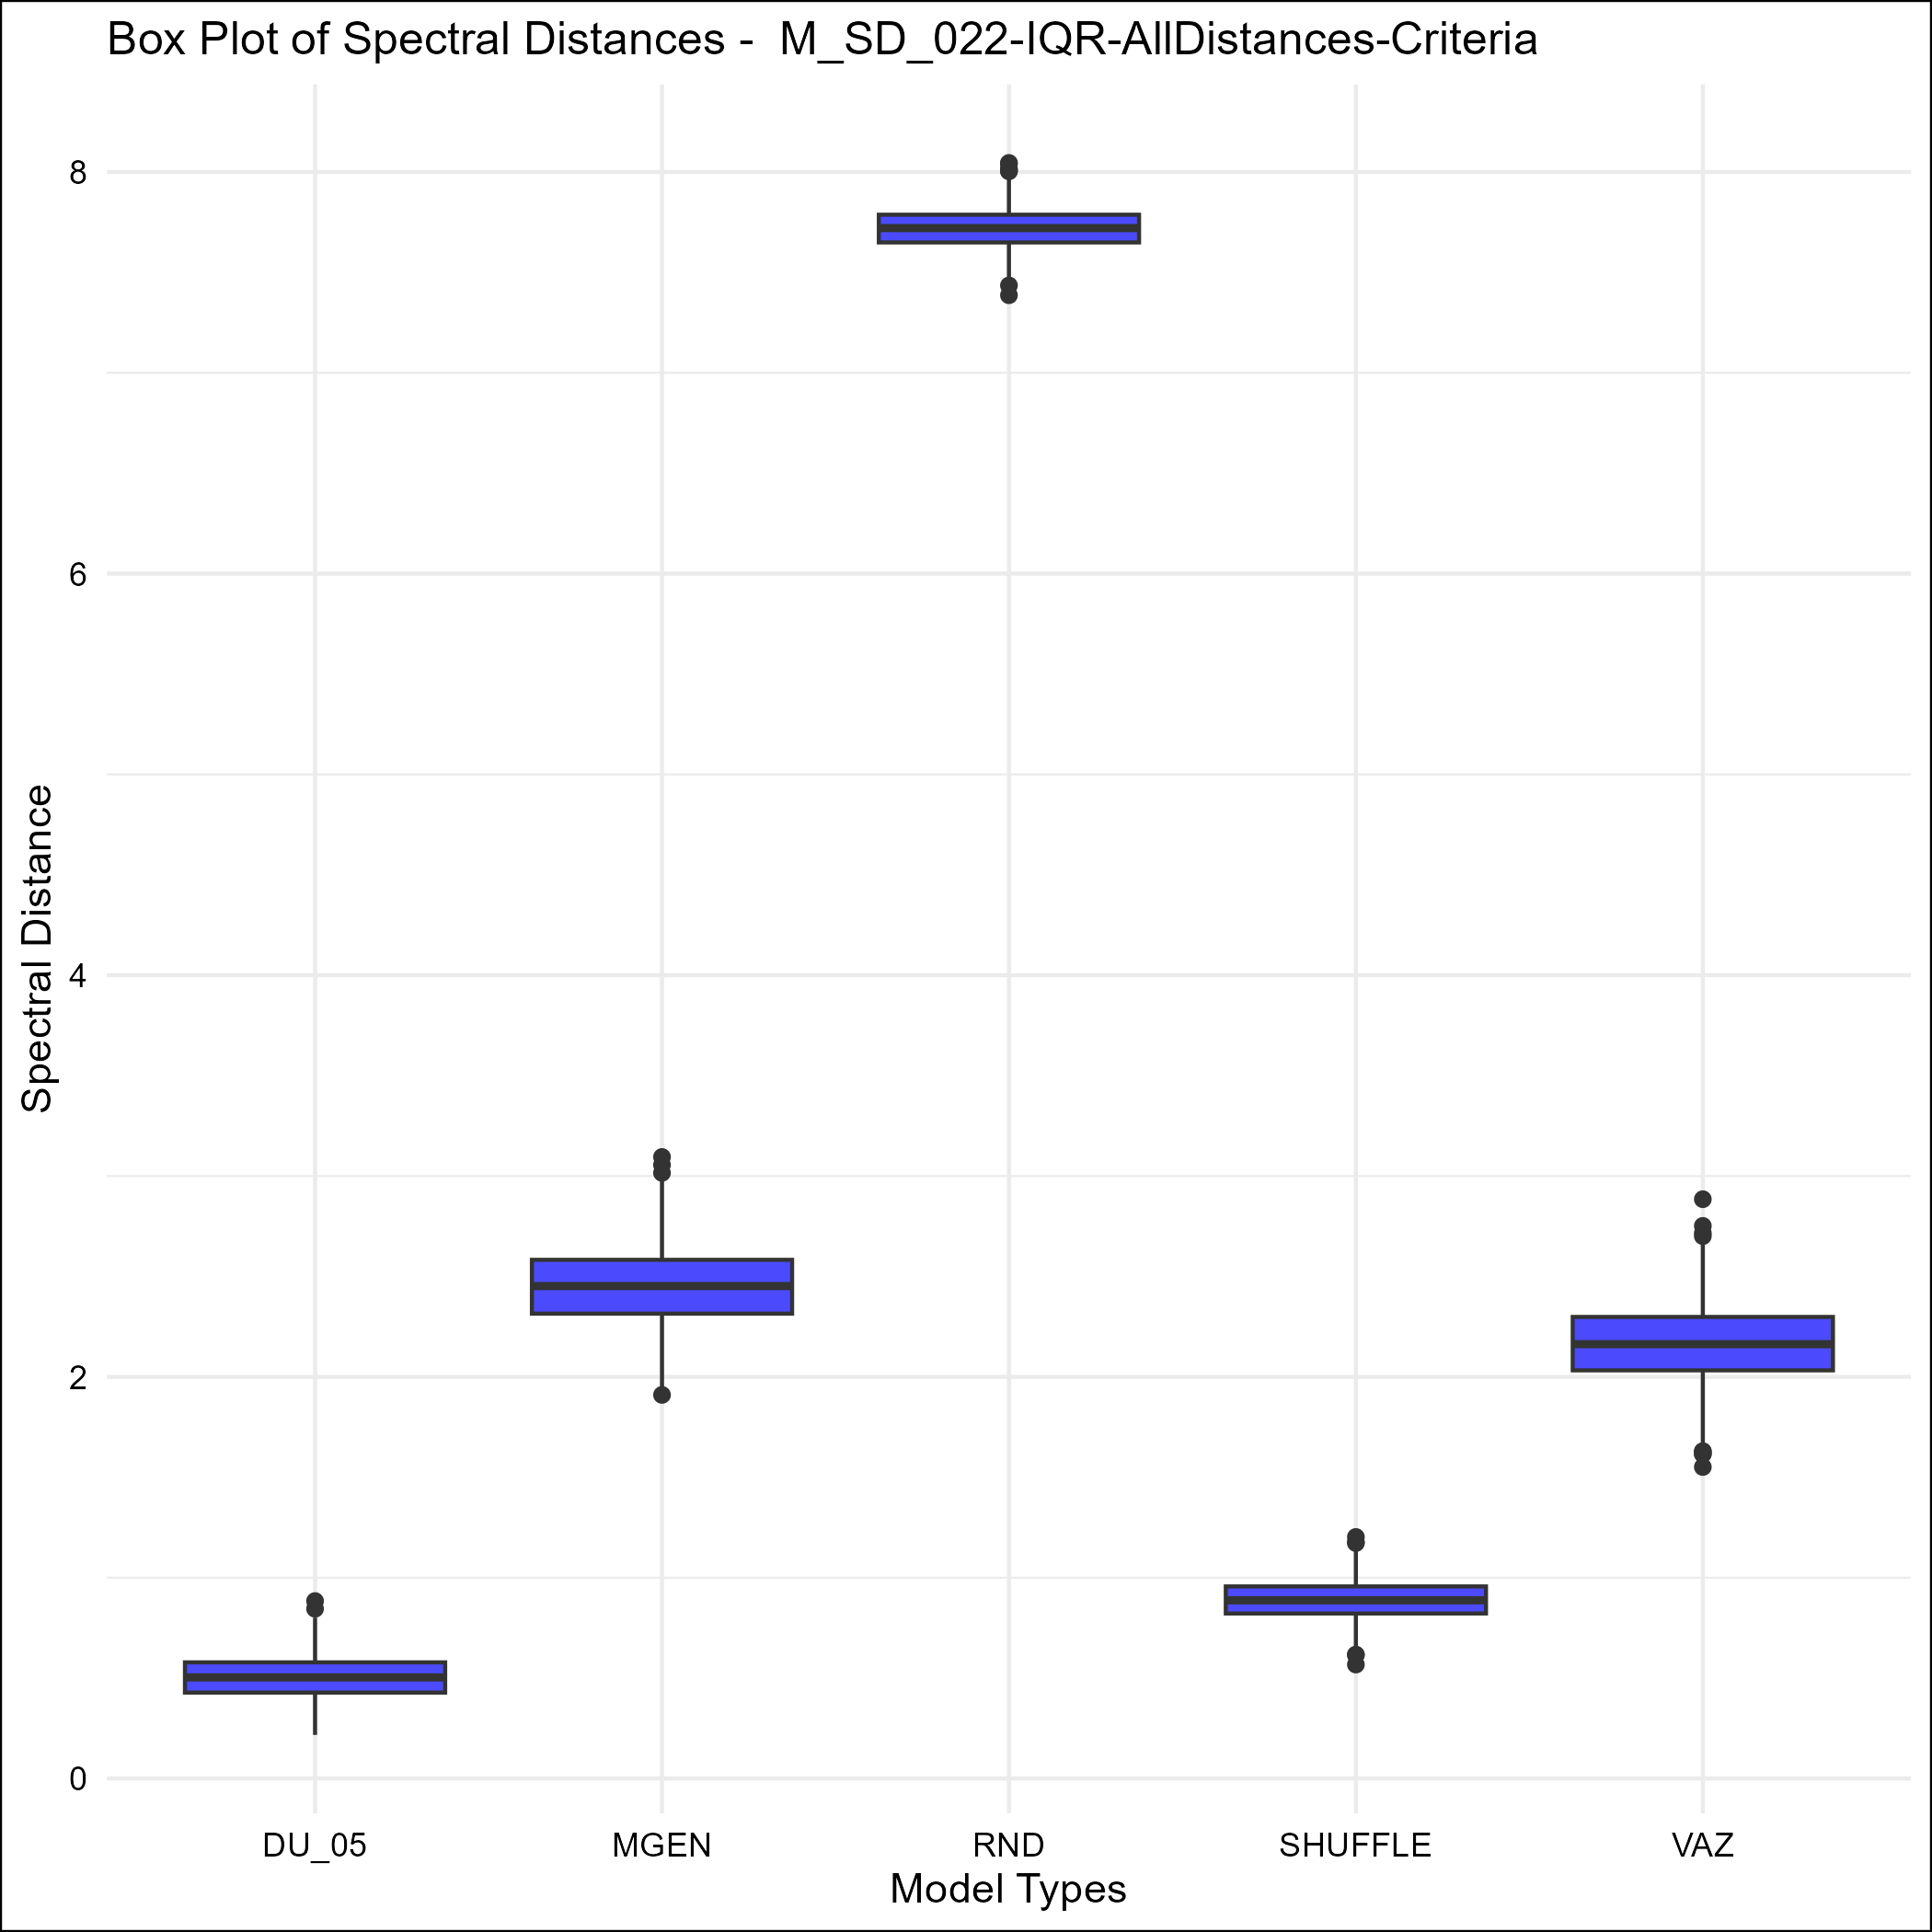 Box Plot of Spectral Distances -  M_SD_022-IQR-AllDistances-Criteria
Spectral Distance
8
6
4
2
0
DU_05 MGEN RND SHUFFLE VAZ
Model Types